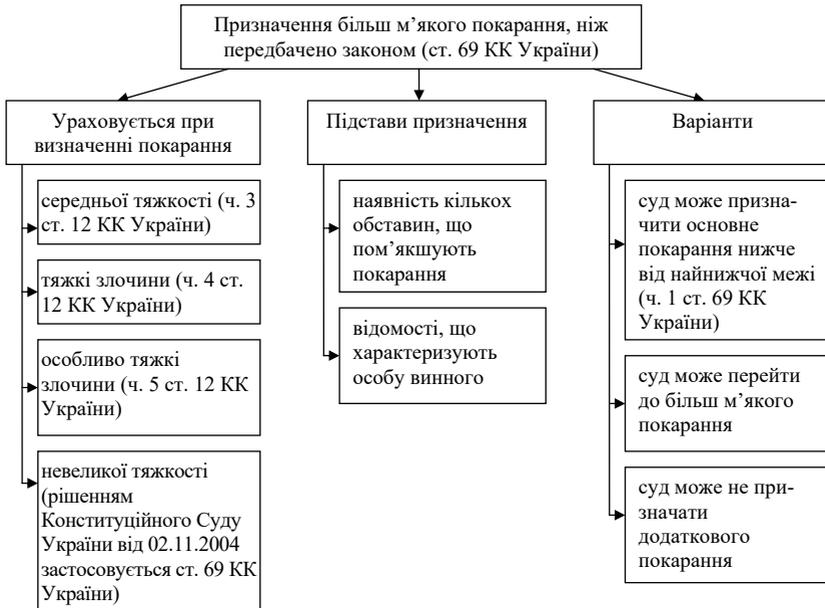 Призначення більш м’якого покарання, ніж
передбачено законом (ст. 69 КК України)
Ураховується при
визначенні покарання
середньої тяжкості (ч. 3
ст. 12 КК України)
тяжкі злочини (ч. 4 ст.
12 КК України)
особливо тяжкі
злочини (ч. 5 ст. 12 КК
України)
невеликої тяжкості
(рішенням
Конституційного Суду
України від 02.11.2004
застосовується ст. 69 КК
України)
Підстави призначення
наявність кількох
обставин, що
пом’якшують
покарання
відомості, що
характеризують
особу винного
Варіанти
суд може призна-
чити основне
покарання нижче
від найнижчої межі
(ч. 1 ст. 69 КК
України)
суд може перейти
до більш м’якого
покарання
суд може не при-
значати
додаткового
покарання